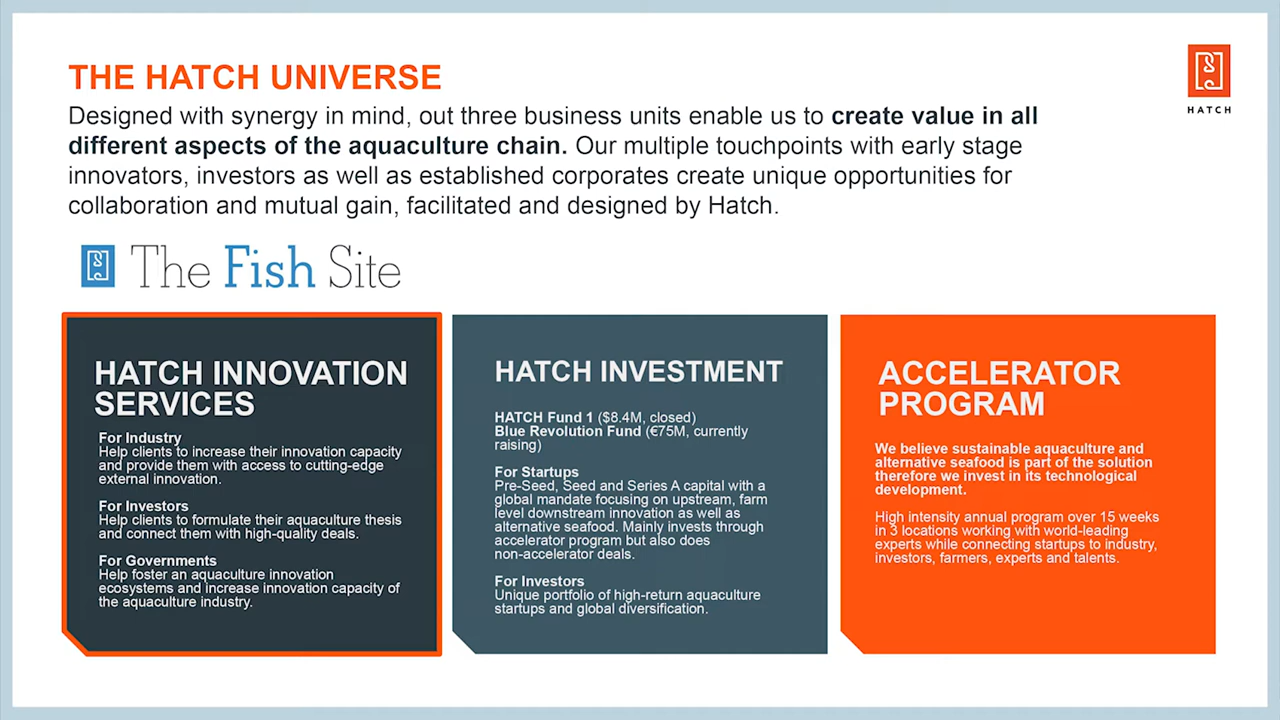 THE HATCH UNIVERSE
Designed with synergy in mind, out three business units enable us to create value in all
different aspects of the aquaculture chain. Our multiple touchpoints with early stage
innovators, investors as well as established corporates create unique opportunities for
collaboration and mutual gain, facilitated and designed by Hatch.
HATCH
The Fish Site
HATCH INNOVATION
SERVICES
For Industry
Help clients to increase their innovation capacity
and provide them with access to cutting-edge
external innovation.
For Investors
Help clients to formulate their aquaculture thesis
and connect them with high-quality deals.
For Governments
Help foster an aquaculture innovation
ecosystems and increase innovation capacity of
the aquaculture industry.
HATCH INVESTMENT
HATCH Fund 1 ($8.4M, closed)
Blue Revolution Fund (€75M, currently
raising)
For Startups
Pre-Seed, Seed and Series A capital with a
global mandate focusing on upstream, farm
level downstream innovation as well as
alternative seafood. Mainly invests through
accelerator program but also does
non-accelerator deals.
For Investors
Unique portfolio of high-return aquaculture
startups and global diversification.
ACCELERATOR
PROGRAM
We believe sustainable aquaculture and
alternative seafood is part of the solution
therefore we invest in its technological
development.
High intensity annual program over 15 weeks
in 3 locations working with world-leading
experts while connecting startups to industry,
investors, farmers, experts and talents.